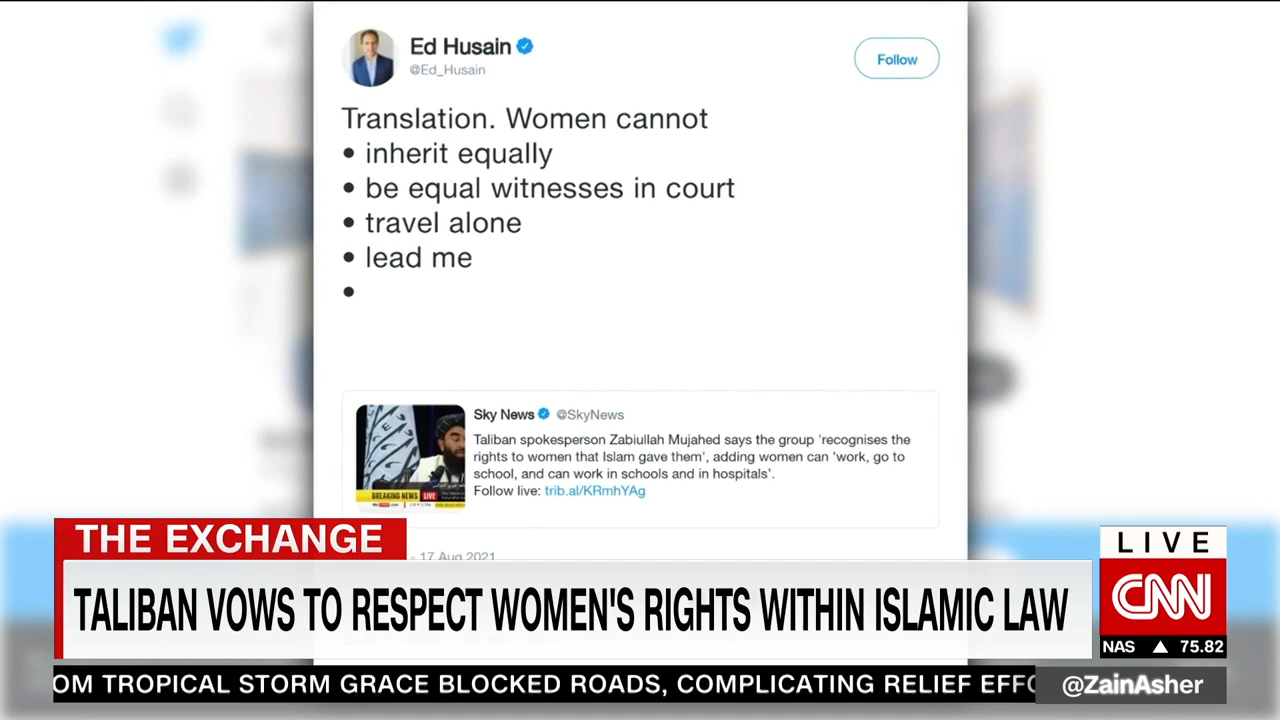 Ed Husain
@Ed_Husain
Follow
Translation. Women cannot
• inherit equally
• be equal witnesses in court
• travel alone
• lead me
•
Sky News @SkyNews
Taliban spokesperson Zabiullah Mujahed says the group 'recognises the
rights to women that Islam gave them', adding women can 'work, go to
school, and can work in schools and in hospitals'.
Follow live: trib.al/KRmhYAg
BREAKING NEWS LIVE
- 17 Aug 2021
THE EXCHANGE
TALIBAN VOWS TO RESPECT WOMEN'S RIGHTS WITHIN ISLAMIC LAW
LIVE
CNN
NAS ▲ 75.82
OM TROPICAL STORM GRACE BLOCKED ROADS, COMPLICATING RELIEF EFFO
@ZainAsher